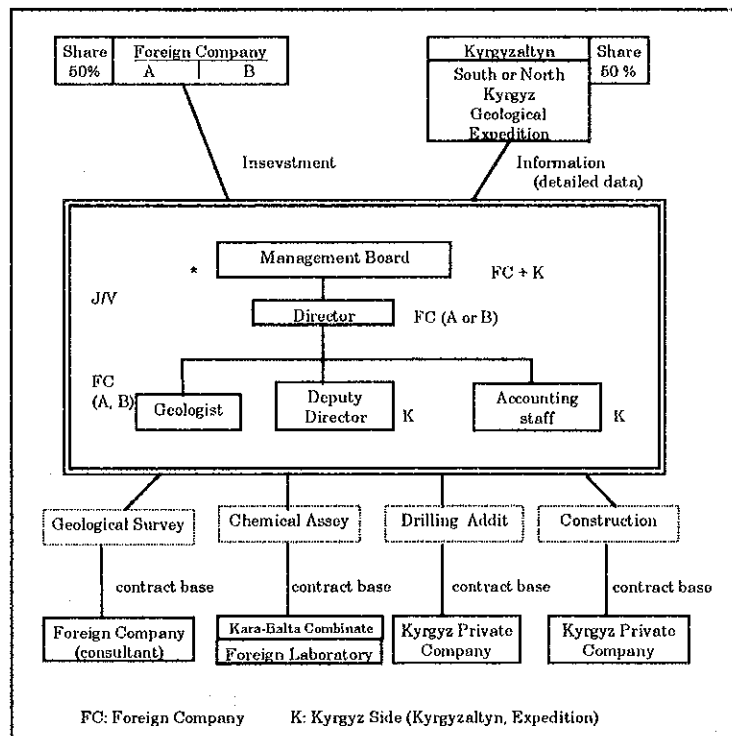 Share
50%
Foreign Company
A | B
Kyrgyzaltyn
South or North
Kyrgyz
Geological
Expedition
Share
50 %
Insevstment
Information
(detailed data)
Management Board
*
FC + K
J/V
Director
FC (A or B)
FC
(A, B)
Geologist
Deputy
Director
K
Accounting
staff
K
Geological Survey
Chemical Assey
Drilling Addit
Construction
contract base
contract base
contract base
contract base
Foreign Company
(consultant)
Kara-Balta Combinate
Foreign Laboratory
Kyrgyz Private
Company
Kyrgyz Private
Company
FC: Foreign Company K: Kyrgyz Side (Kyrgyzaltyn, Expedition)